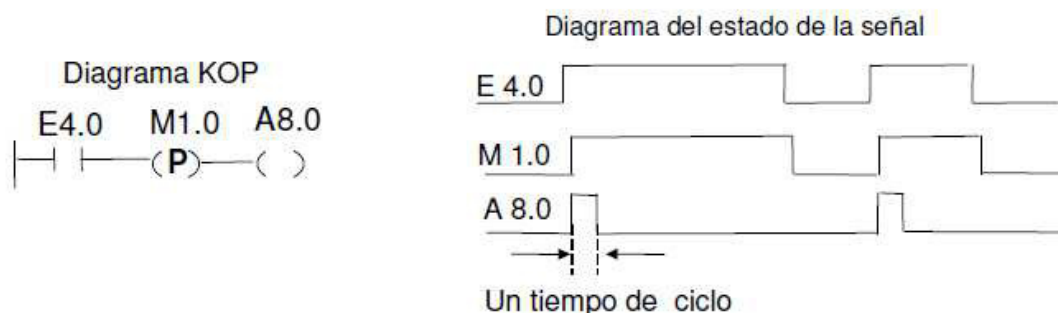 Diagrama del estado de la señal
Diagrama KOP
E4.0 M1.0 A8.0
(P) ( )
E 4.0
M 1.0
A 8.0
Un tiempo de ciclo